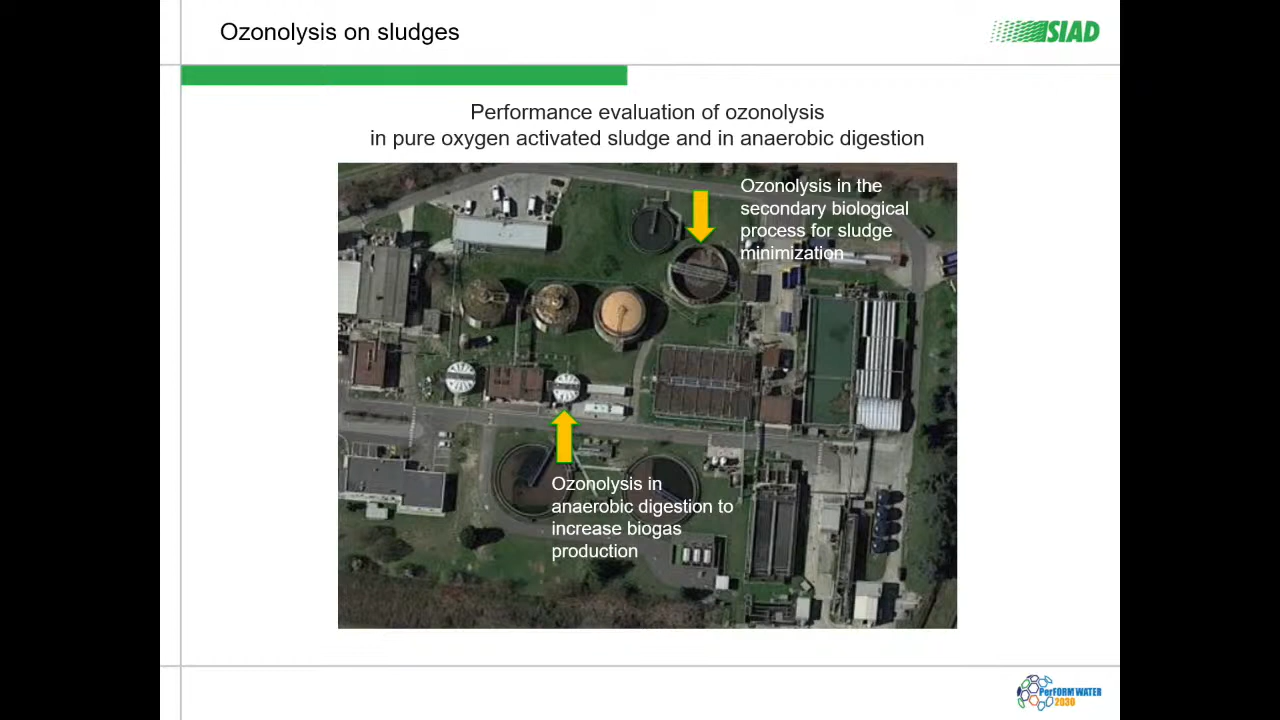 Ozonolysis on sludges
SIAD
Performance evaluation of ozonolysis
in pure oxygen activated sludge and in anaerobic digestion
Ozonolysis in the
secondary biological
process for sludge
minimization
Ozonolysis in
anaerobic digestion to
increase biogas
production
PerFORM WATER
2030